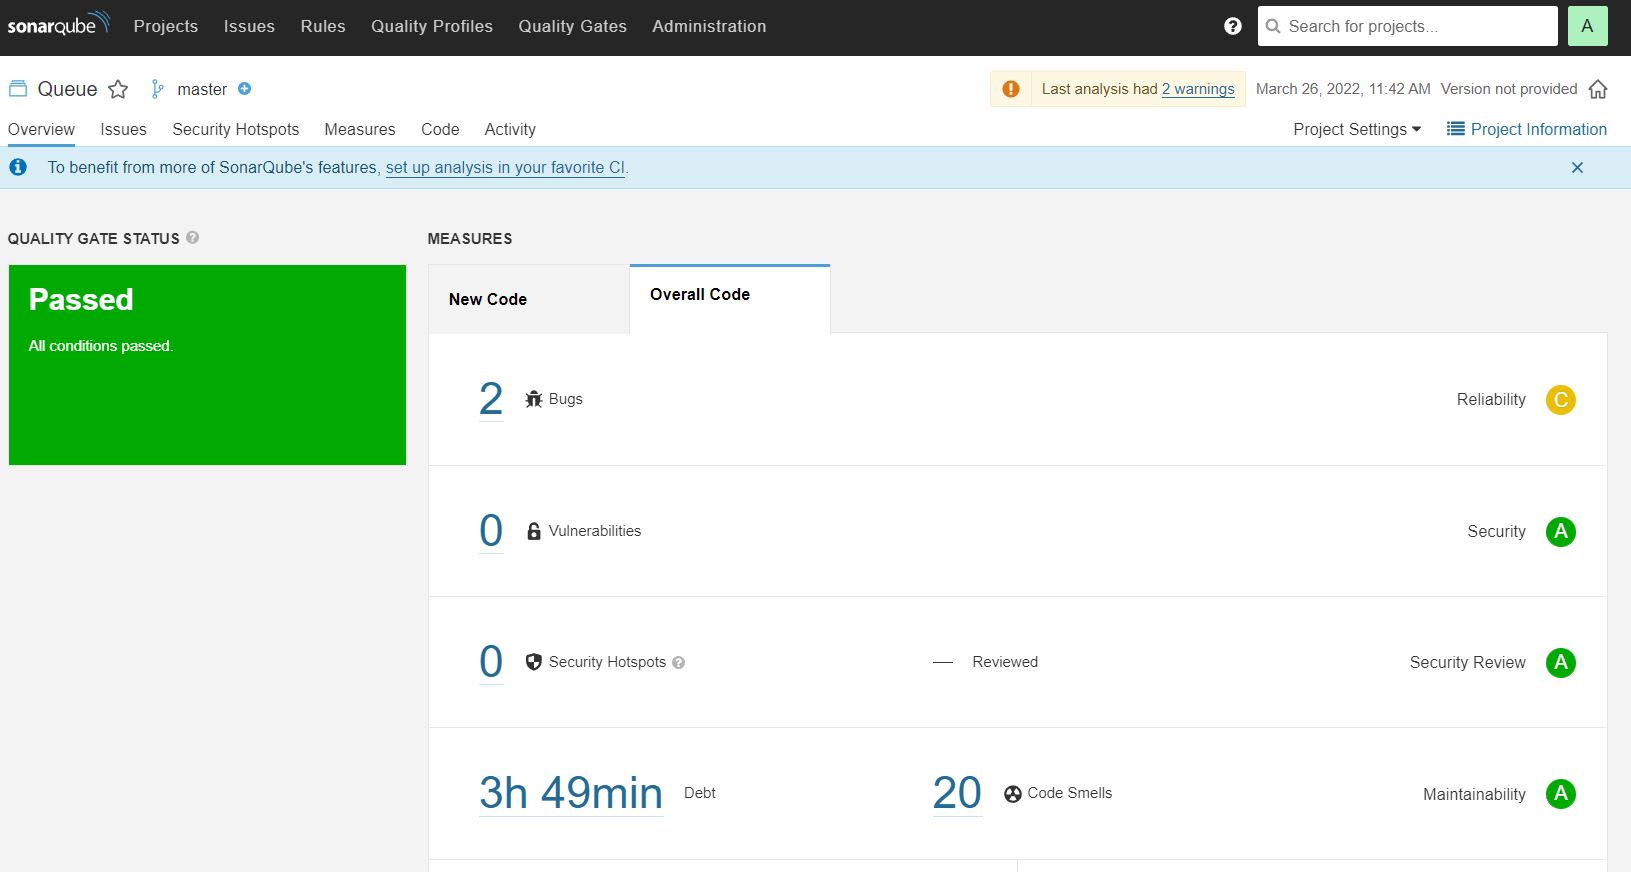 sonarqube Projects Issues Rules Quality Profiles Quality Gates Administration ? Search for projects... A
Queue master Last analysis had 2 warnings March 26, 2022, 11:42 AM Version not provided
Overview Issues Security Hotspots Measures Code Activity Project Settings Project Information
To benefit from more of SonarQube's features, set up analysis in your favorite CI.
QUALITY GATE STATUS ?
Passed
All conditions passed.
MEASURES
New Code Overall Code
2 Bugs Reliability C
0 Vulnerabilities Security A
0 Security Hotspots ? — Reviewed Security Review A
3h 49min Debt 20 Code Smells Maintainability A